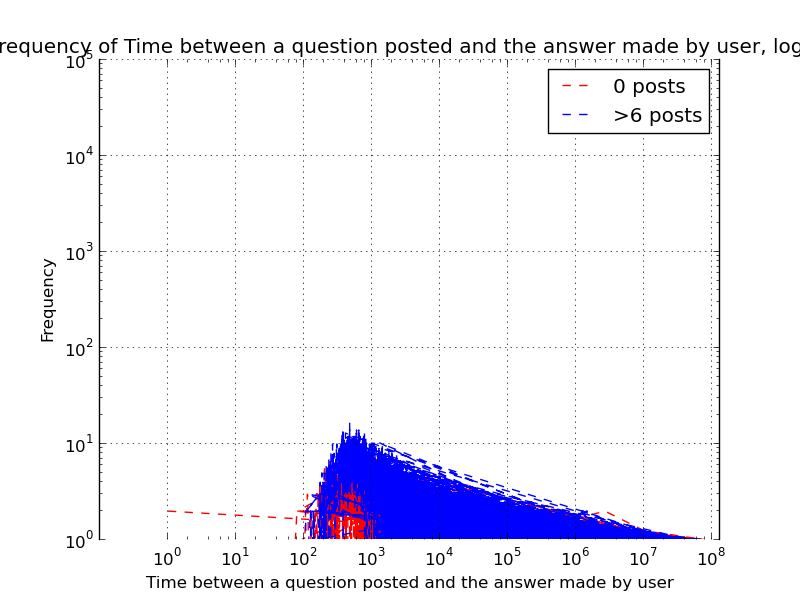 requency of Time between a question posted and the answer made by user, log
0 posts
>6 posts
Frequency
10^5
10^4
10^3
10^2
10^1
10^0
10^0 10^1 10^2 10^3 10^4 10^5 10^6 10^7 10^8
Time between a question posted and the answer made by user